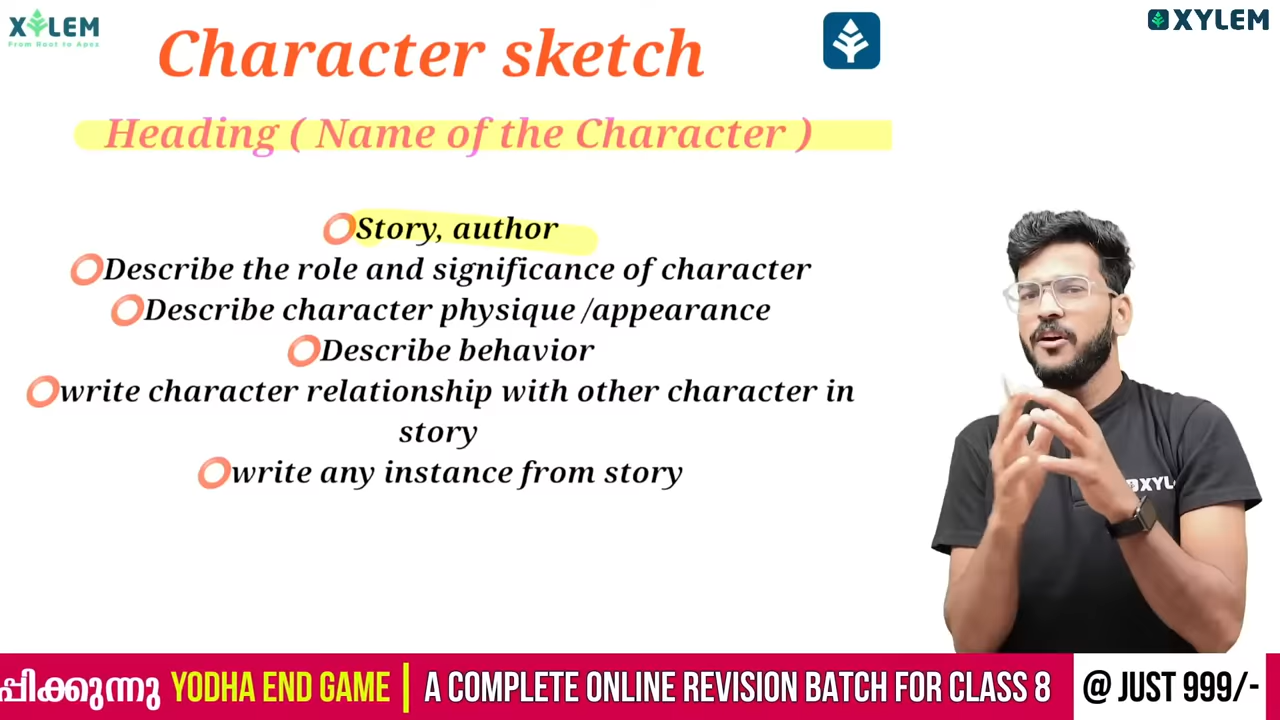 XYLEM
From Root to Apex
XYLEM
Character sketch
Heading ( Name of the Character )
Story, author
Describe the role and significance of character
Describe character physique /appearance
Describe behavior
write character relationship with other character in
story
write any instance from story
XYL
പ്പിക്കുന്നു YODHA END GAME | A COMPLETE ONLINE REVISION BATCH FOR CLASS 8 @ JUST 999/-